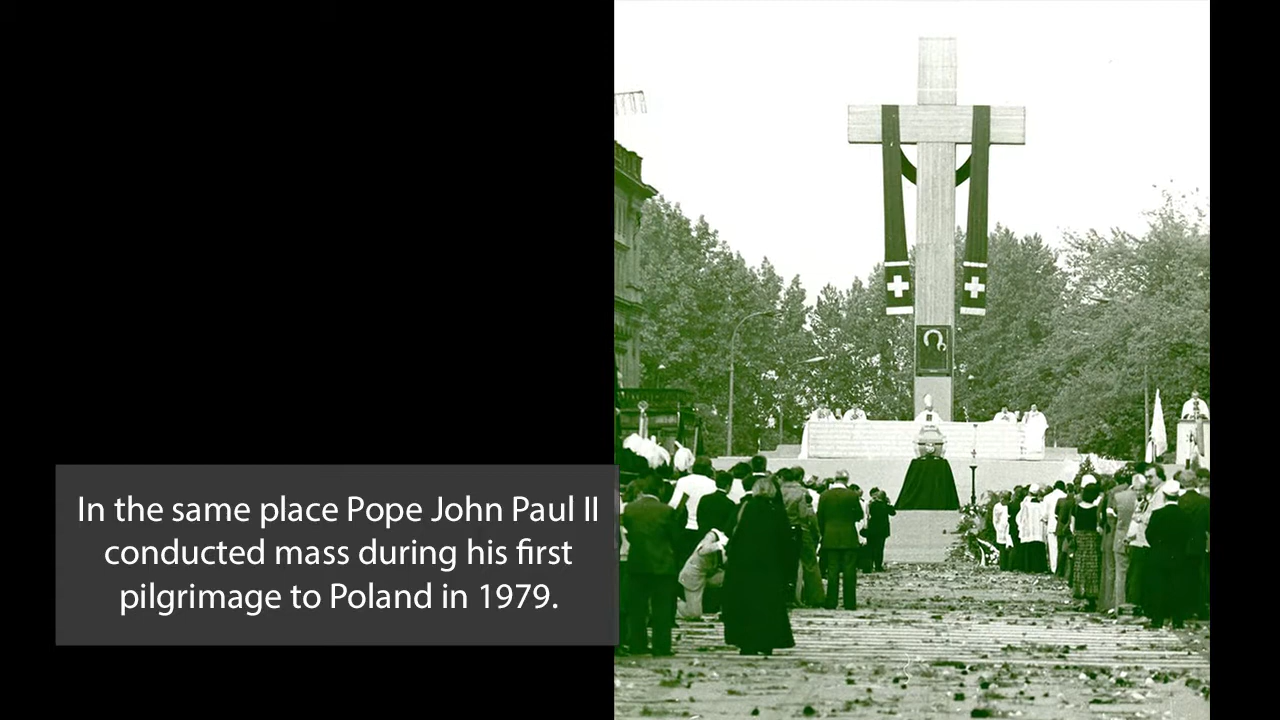 In the same place Pope John Paul II
conducted mass during his first
pilgrimage to Poland in 1979.